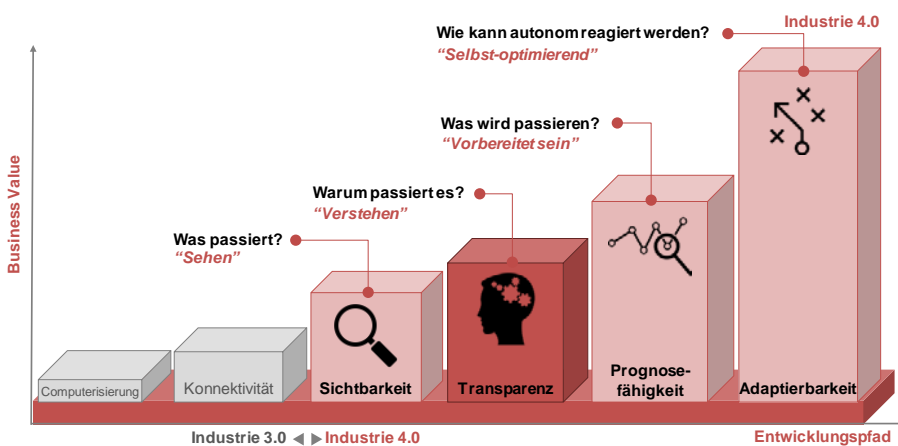 Industrie 4.0
Wie kann autonom reagiert werden?
“Selbst-optimierend”
Was wird passieren?
“Vorbereitet sein”
Warum passiert es?
“Verstehen”
Was passiert?
“Sehen”
Business Value
Computerisierung
Konnektivität
Sichtbarkeit
Transparenz
Prognose-
fähigkeit
Adaptierbarkeit
Industrie 3.0 ◄ ► Industrie 4.0
Entwicklungspfad